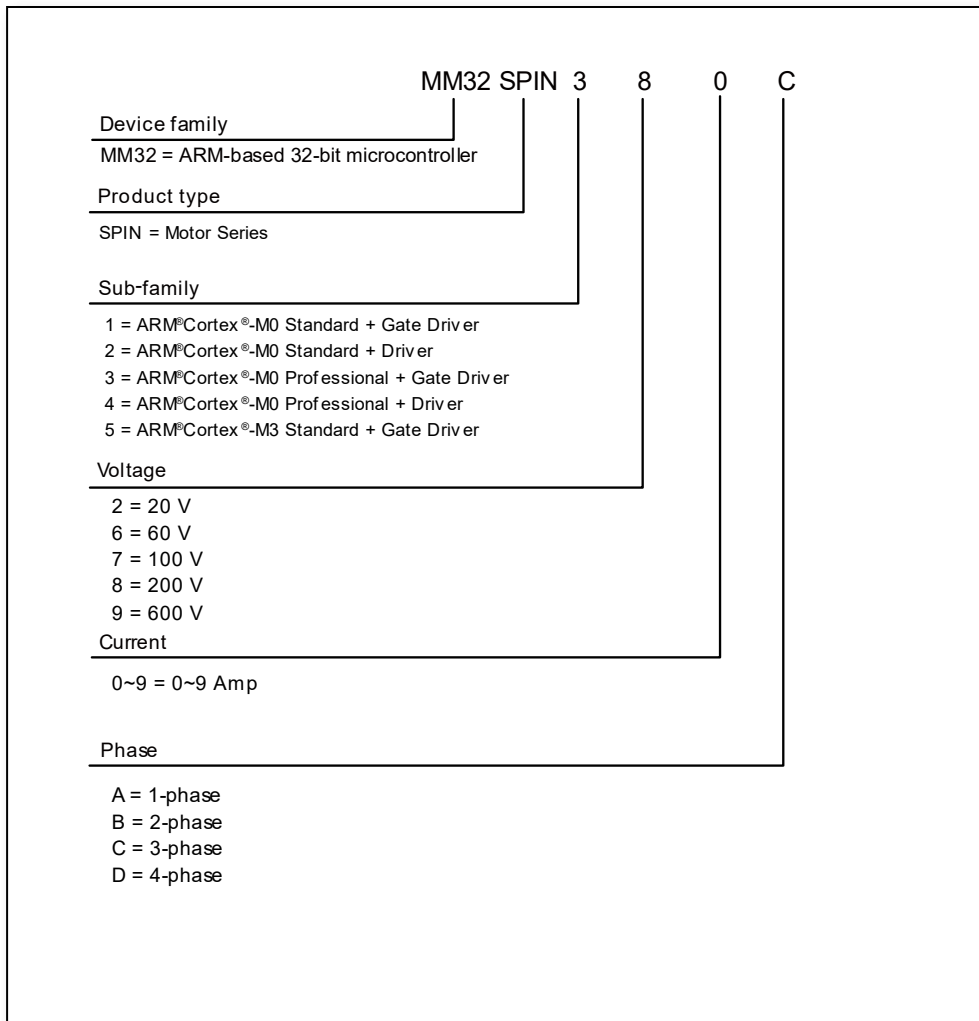 MM32 SPIN 3 8 0 C
Device family
MM32 = ARM-based 32-bit microcontroller
Product type
SPIN = Motor Series
Sub-family
1 = ARM®Cortex®-M0 Standard + Gate Driver
2 = ARM®Cortex®-M0 Standard + Driver
3 = ARM®Cortex®-M0 Professional + Gate Driver
4 = ARM®Cortex®-M0 Professional + Driver
5 = ARM®Cortex®-M3 Standard + Gate Driver
Voltage
2 = 20 V
6 = 60 V
7 = 100 V
8 = 200 V
9 = 600 V
Current
0~9 = 0~9 Amp
Phase
A = 1-phase
B = 2-phase
C = 3-phase
D = 4-phase